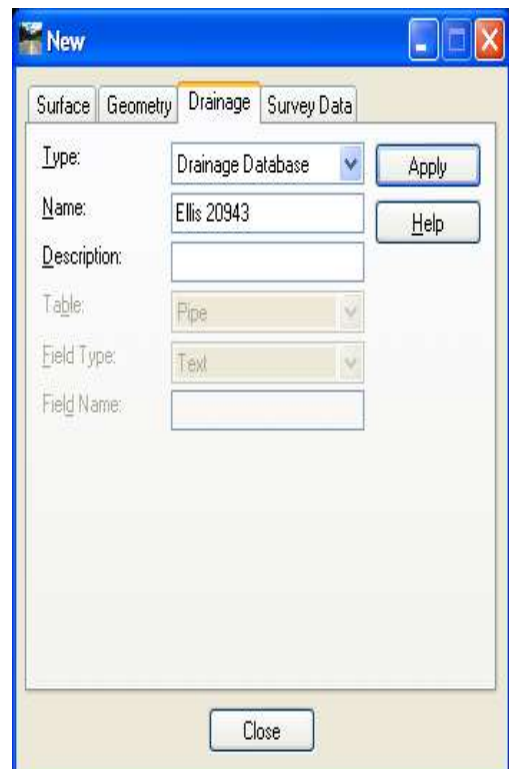 New
Surface Geometry Drainage Survey Data
Type: Drainage Database Apply
Name: Ellis 20943 Help
Description:
Table: Pipe
Field Type: Text
Field Name:
Close